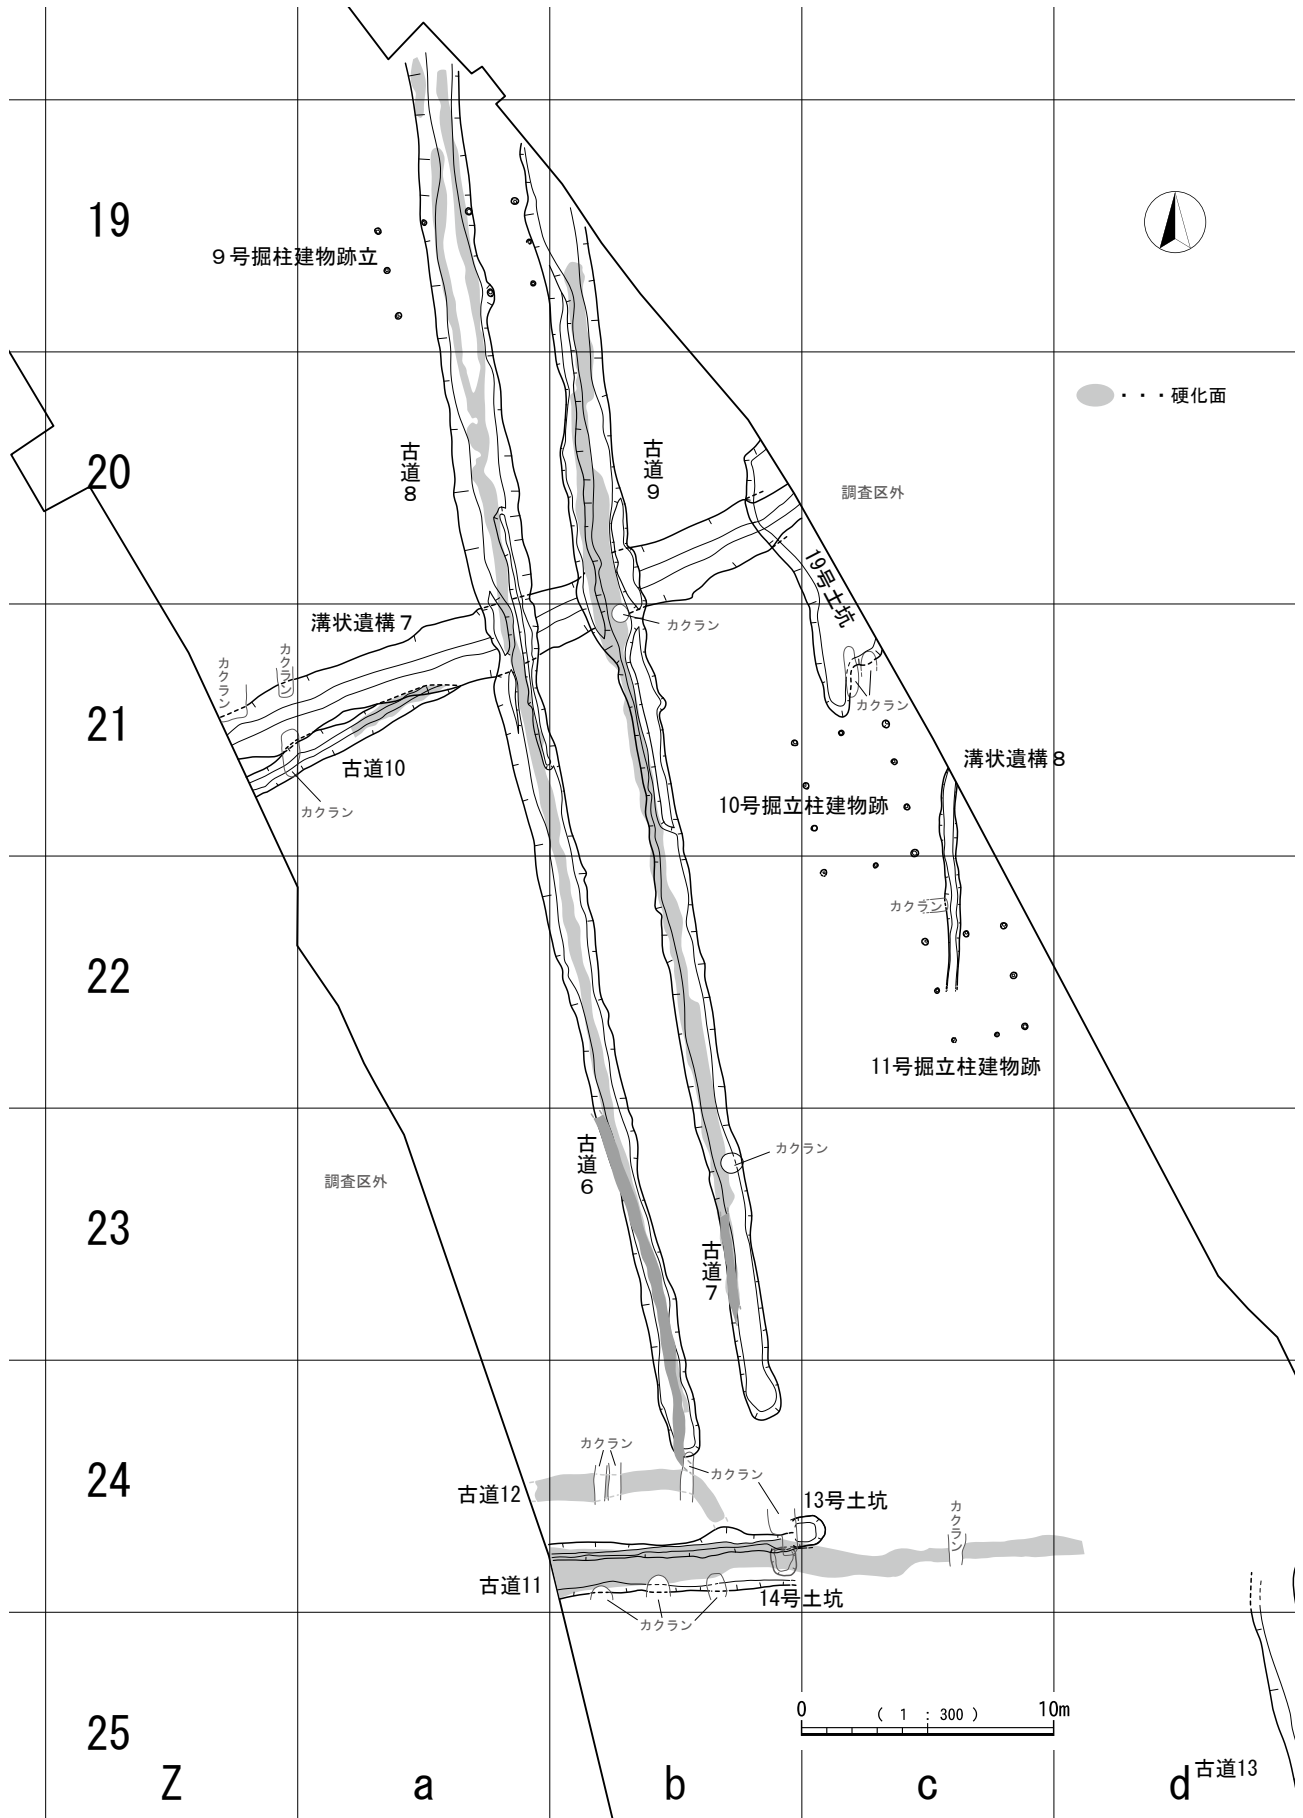 19
９号掘柱建物跡立
・・・硬化面
20
古道８
古道９
調査区外
19号土坑
溝状遺構７
カクラン
カクラン
カクラン
カクラン
21
古道10
カクラン
溝状遺構８
10号掘立柱建物跡
カクラン
22
11号掘立柱建物跡
古道６
カクラン
調査区外
23
古道７
カクラン
カクラン
24
古道12
13号土坑
カクラン
古道11
14号土坑
カクラン
0
( 1 : 300 )
10m
25
古道13
Z
a
b
c
d